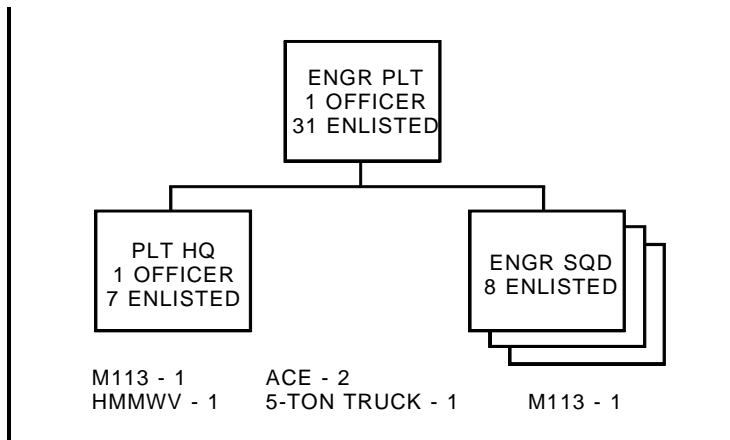 ENGR PLT
1 OFFICER
31 ENLISTED
PLT HQ
1 OFFICER
7 ENLISTED
ENGR SQD
8 ENLISTED
M113 - 1
HMMWV - 1
ACE - 2
5-TON TRUCK - 1
M113 - 1